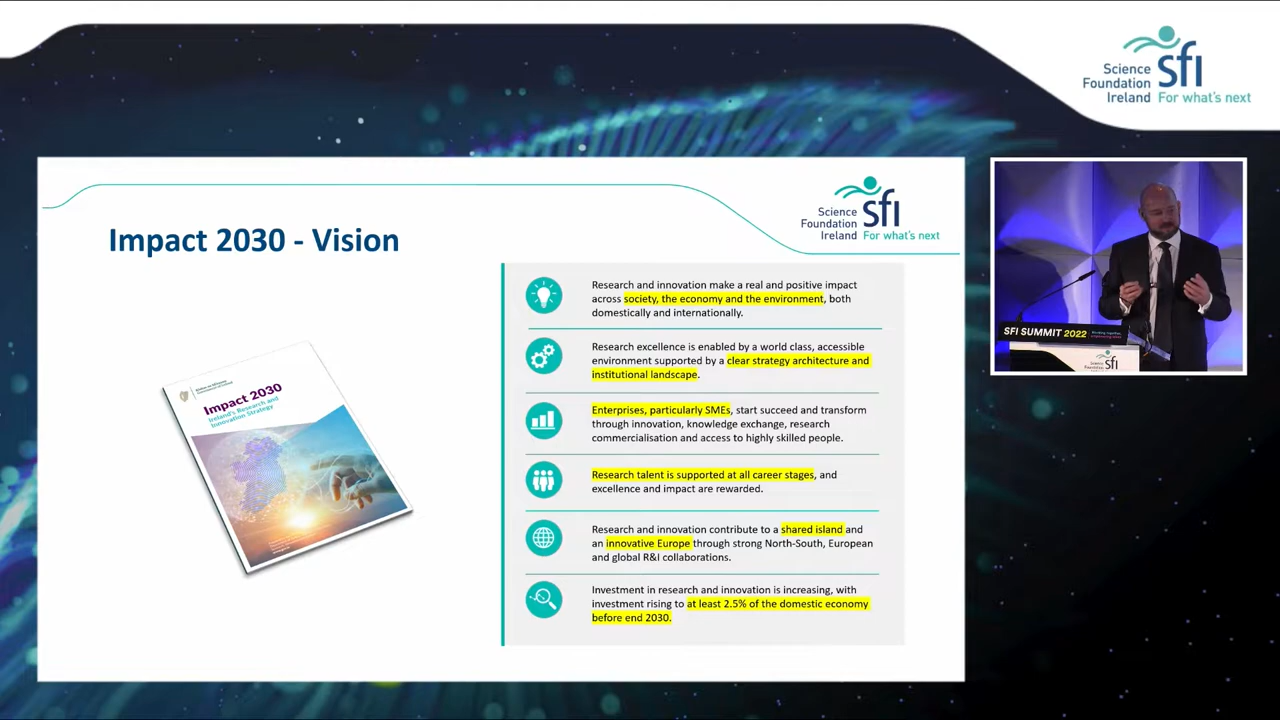 Science
Foundation
Ireland
sfi
For what's next
Impact 2030 - Vision
Science
Foundation
Ireland
sfi
For what's next
Impact 2030
Ireland's Research and
Innovation Strategy
Research and innovation make a real and positive impact
across society, the economy and the environment, both
domestically and internationally.
Research excellence is enabled by a world class, accessible
environment supported by a clear strategy architecture and
institutional landscape.
Enterprises, particularly SMEs, start succeed and transform
through innovation, knowledge exchange, research
commercialisation and access to highly skilled people.
Research talent is supported at all career stages, and
excellence and impact are rewarded.
Research and innovation contribute to a shared island and
an innovative Europe through strong North-South, European
and global R&I collaborations.
Investment in research and innovation is increasing, with
investment rising to at least 2.5% of the domestic economy
before end 2030.
SFI SUMMIT 2022
sfi